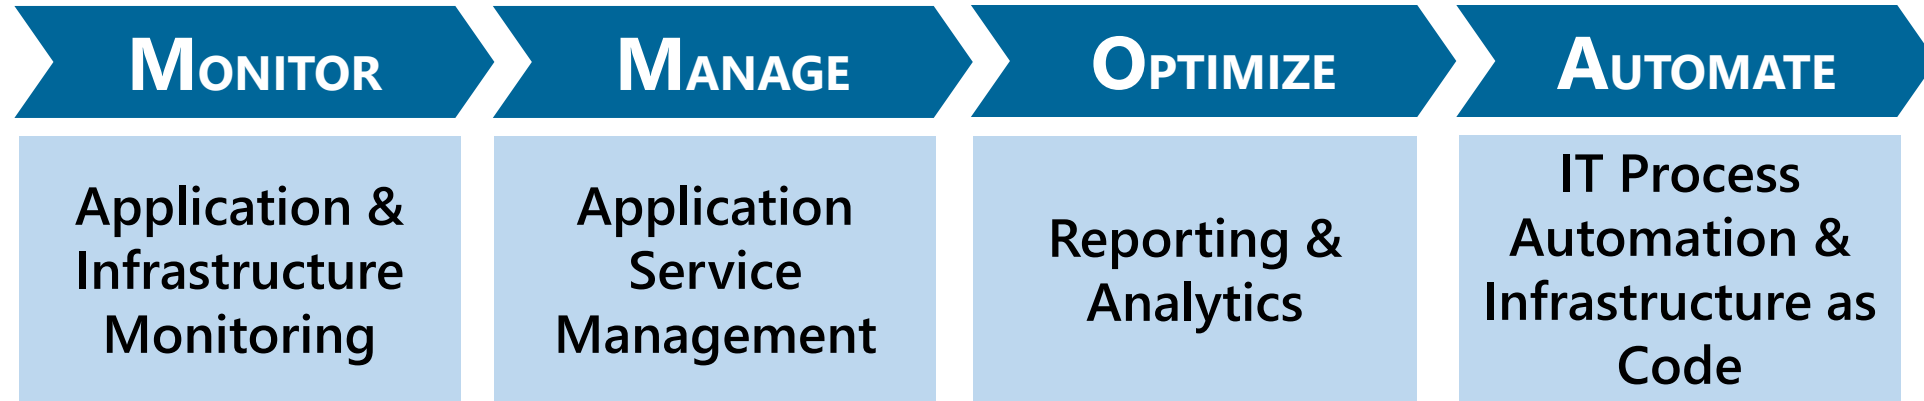 MONITOR
MANAGE
OPTIMIZE
AUTOMATE
Application &
Infrastructure
Monitoring
Application
Service
Management
Reporting &
Analytics
IT Process
Automation &
Infrastructure as
Code